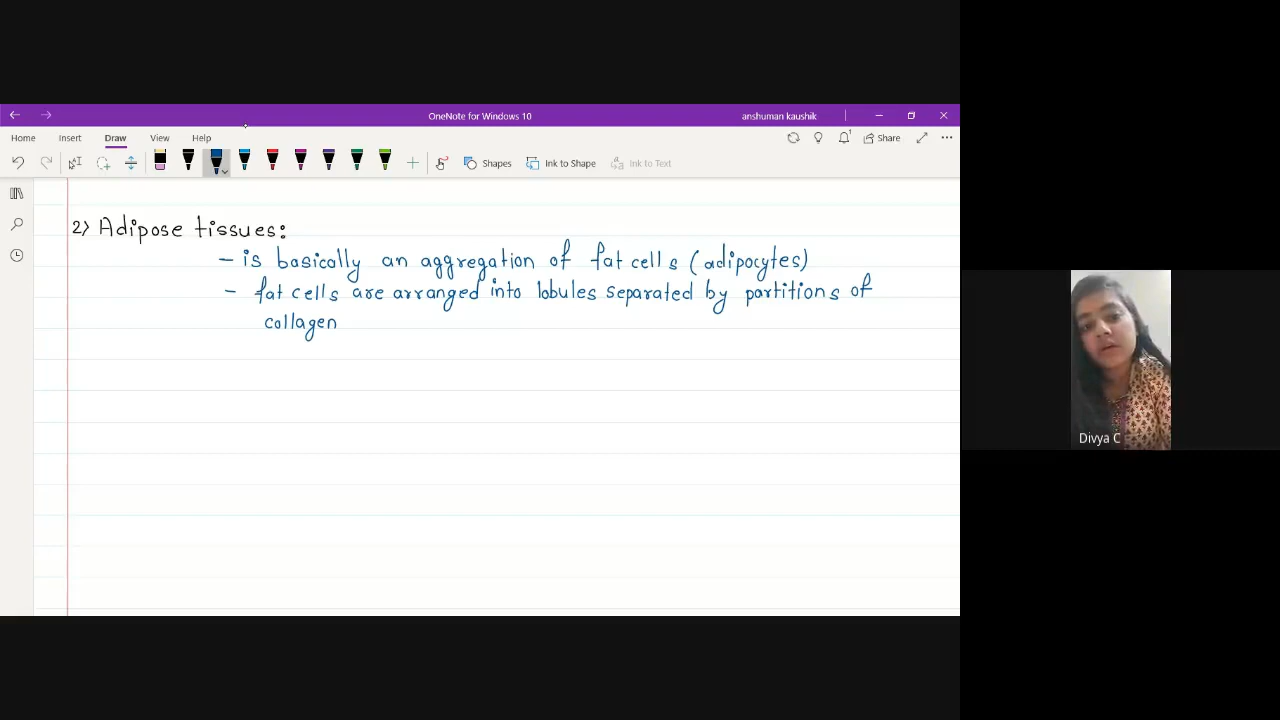 OneNote for Windows 10
anshuman kaushik
Home Insert Draw View Help
Share
Shapes Ink to Shape Ink to Text
2) Adipose tissues:
- is basically an aggregation of fat cells (adipocytes)
- fat cells are arranged into lobules separated by partitions of
collagen
Divya C